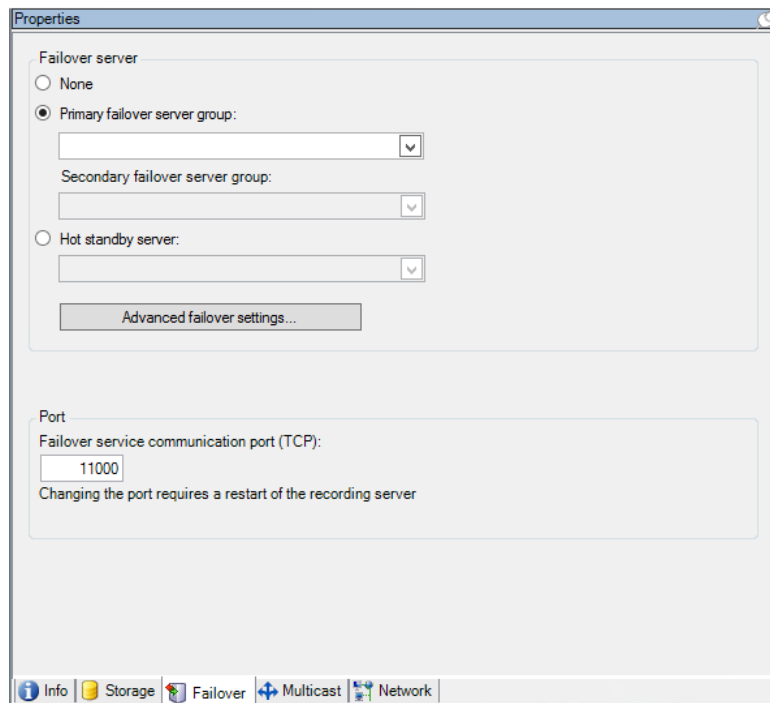 Properties
Failover server
None
Primary failover server group:
Secondary failover server group:
Hot standby server:
Advanced failover settings...
Port
Failover service communication port (TCP):
11000
Changing the port requires a restart of the recording server
Info Storage Failover Multicast Network